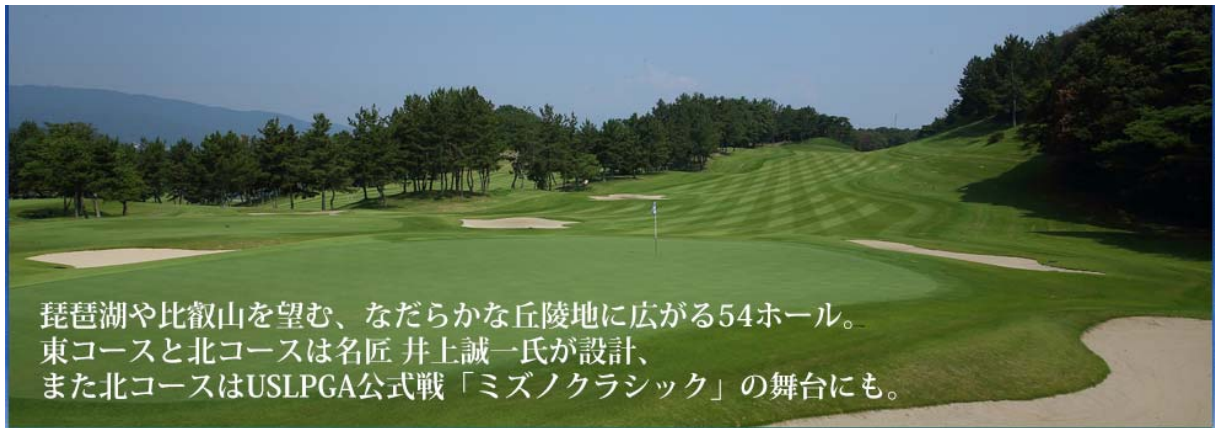 琵琶湖や比叡山を望む、なだらかな丘陵地に広がる54ホール。
東コースと北コースは名匠 井上誠一氏が設計、
また北コースはUSLPGA公式戦「ミズノクラシック」の舞台にも。